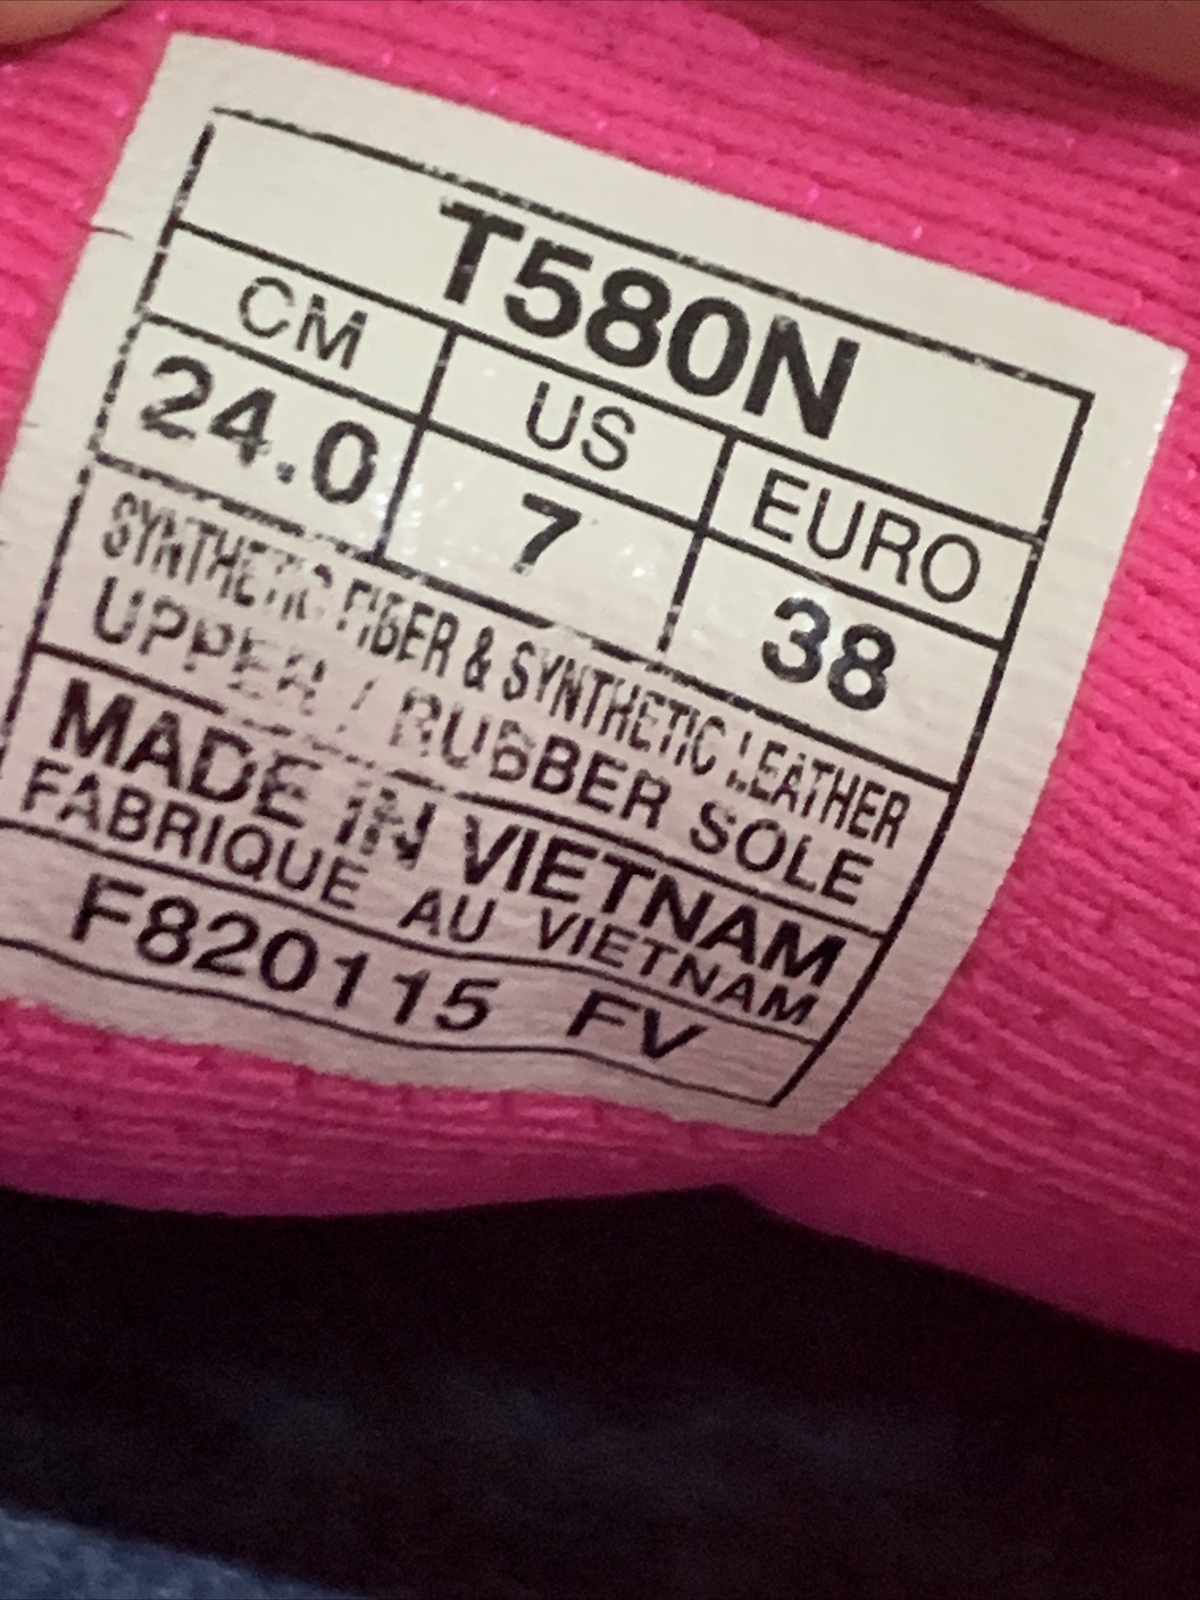 T580N
CM US EURO
24.0 7 38
SYNTHETIC FIBER & SYNTHETIC LEATHER
UPPER / RUBBER SOLE
MADE IN VIETNAM
FABRIQUE AU VIETNAM
F820115 FV